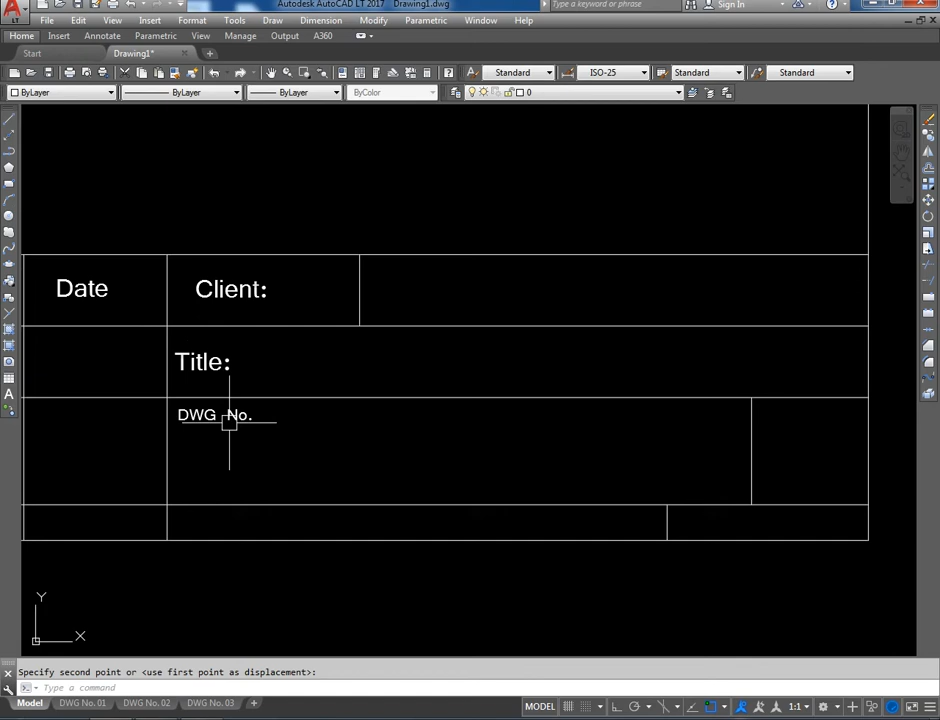 Autodesk AutoCAD LT 2017 Drawing1.dwg
Type a keyword or phrase
Sign In
LT
File Edit View Insert Format Tools Draw Dimension Modify Parametric Window Help
Home Insert Annotate Parametric View Manage Output A360
Start Drawing1*
Standard ISO-25 Standard Standard
ByLayer ByLayer ByLayer ByColor 0
Date Client:
Title:
DWG No.
Y
X
Specify second point or <use first point as displacement>:
Type a command
Model DWG No. 01 DWG No. 02 DWG No. 03 +
MODEL 1:1